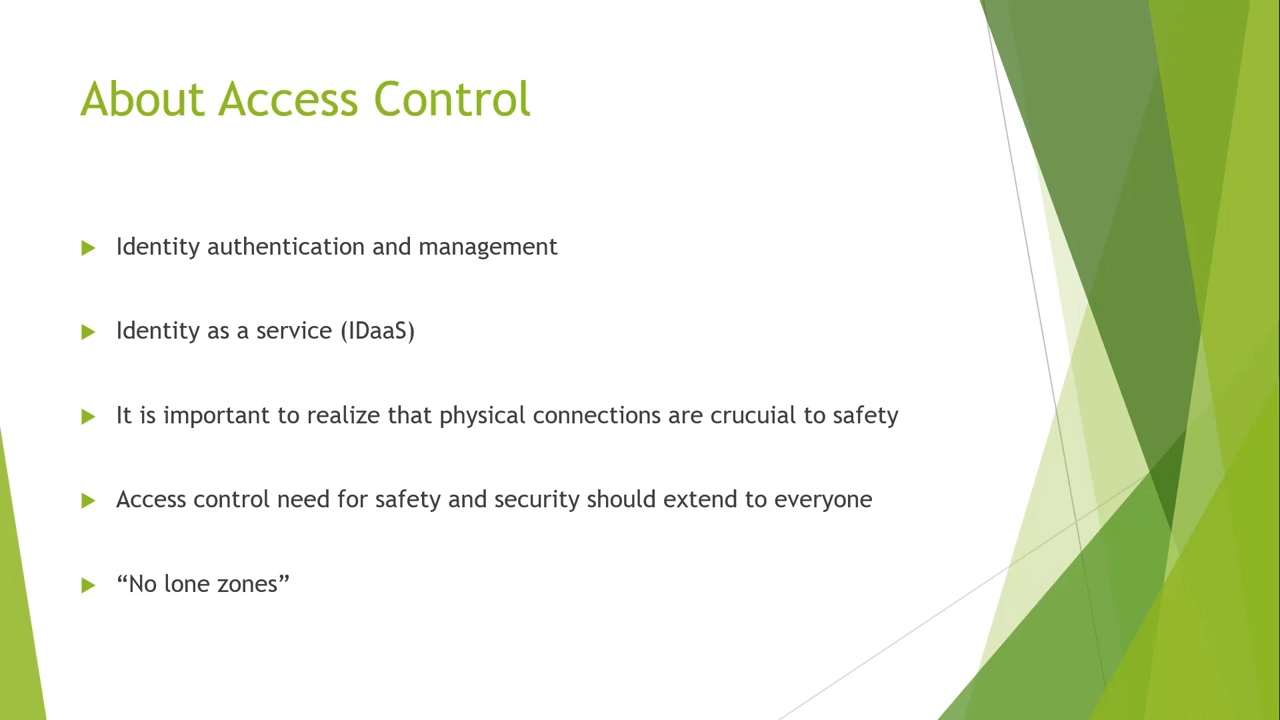 About Access Control
Identity authentication and management
Identity as a service (IDaaS)
It is important to realize that physical connections are crucuial to safety
Access control need for safety and security should extend to everyone
“No lone zones”